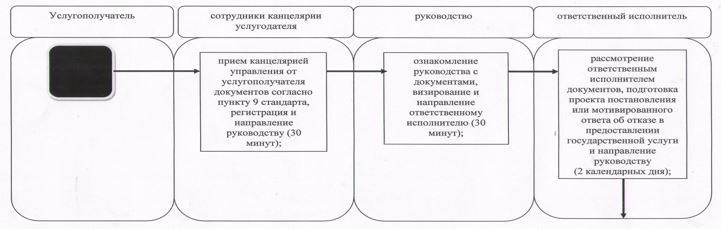 Услугополучатель
сотрудники канцелярии
услугодателя
руководство
ответственный исполнитель
прием канцелярией
управления от
услугополучателя
документов согласно
пункту 9 стандарта,
регистрация и
направление
руководству (30
минут);
ознакомление
руководства с
документами,
визирование и
направление
ответственному
исполнителю (30
минут);
рассмотрение
ответственным
исполнителем
документов, подготовка
проекта постановления
или мотивированного
ответа об отказе в
предоставлении
государственной услуги
и направление
руководству
(2 календарных дня);